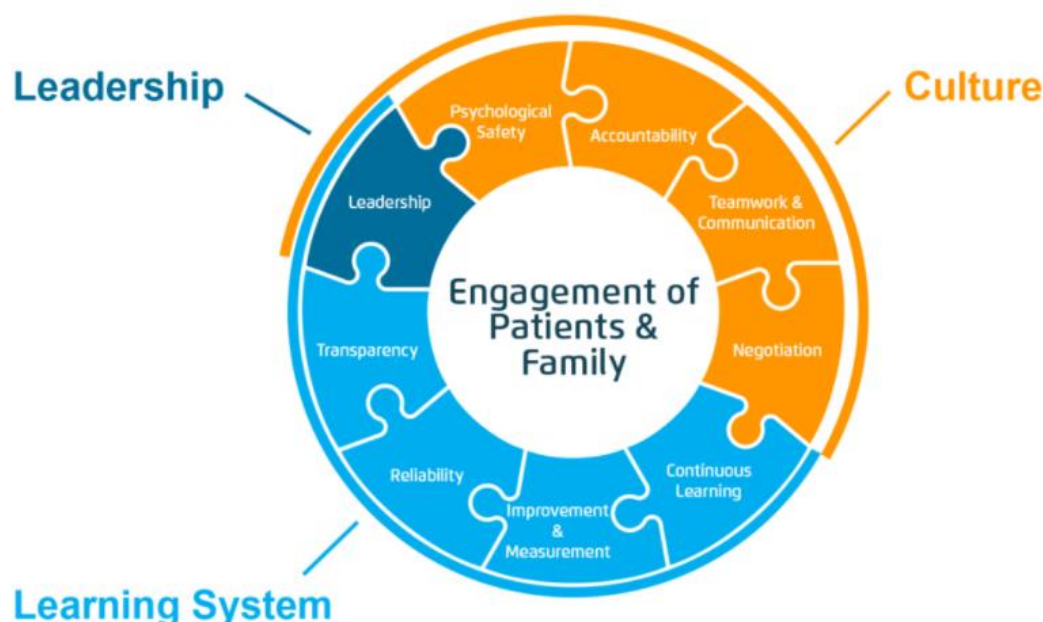 Leadership
Culture
Psychological
Safety
Accountability
Leadership
Teamwork &
Communication
Engagement of
Patients &
Family
Transparency
Negotiation
Reliability
Continuous
Learning
Improvement
&
Measurement
Learning System